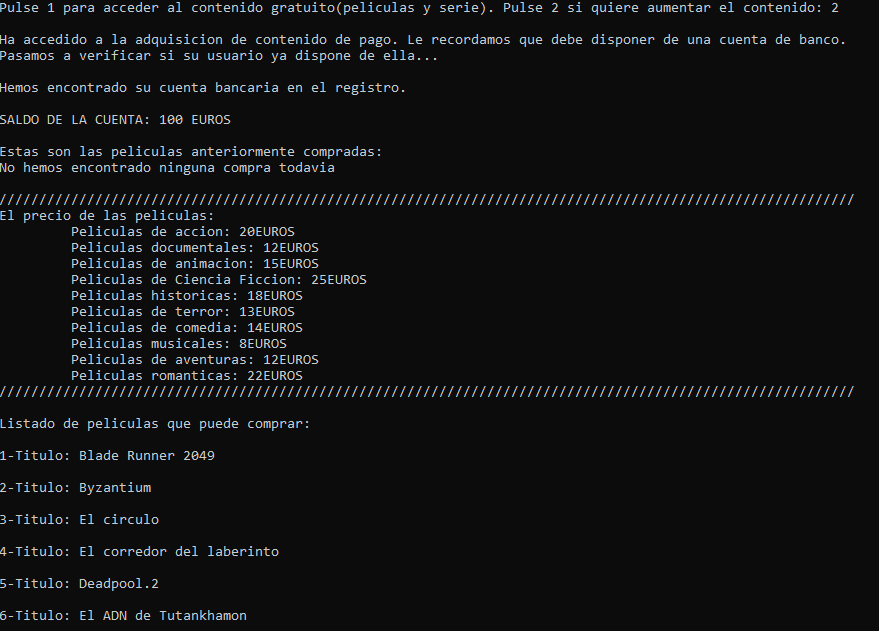 Pulse 1 para acceder al contenido gratuito(peliculas y serie). Pulse 2 si quiere aumentar el contenido: 2
Ha accedido a la adquisicion de contenido de pago. Le recordamos que debe disponer de una cuenta de banco.
Pasamos a verificar si su usuario ya dispone de ella...
Hemos encontrado su cuenta bancaria en el registro.
SALDO DE LA CUENTA: 100 EUROS
Estas son las peliculas anteriormente compradas:
No hemos encontrado ninguna compra todavia
///////////////////////////////////////////////////////////////////////////////////////////////////////////
El precio de las peliculas:
Peliculas de accion: 20EUROS
Peliculas documentales: 12EUROS
Peliculas de animacion: 15EUROS
Peliculas de Ciencia Ficcion: 25EUROS
Peliculas historicas: 18EUROS
Peliculas de terror: 13EUROS
Peliculas de comedia: 14EUROS
Peliculas musicales: 8EUROS
Peliculas de aventuras: 12EUROS
Peliculas romanticas: 22EUROS
///////////////////////////////////////////////////////////////////////////////////////////////////////////
Listado de peliculas que puede comprar:
1-Titulo: Blade Runner 2049
2-Titulo: Byzantium
3-Titulo: El circulo
4-Titulo: El corredor del laberinto
5-Titulo: Deadpool.2
6-Titulo: El ADN de Tutankhamon